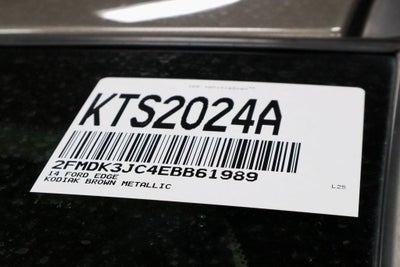 KTS2024A
2FMDK3JC4EBB61989
14 FORD EDGE
KODIAK BROWN METALLIC
L25